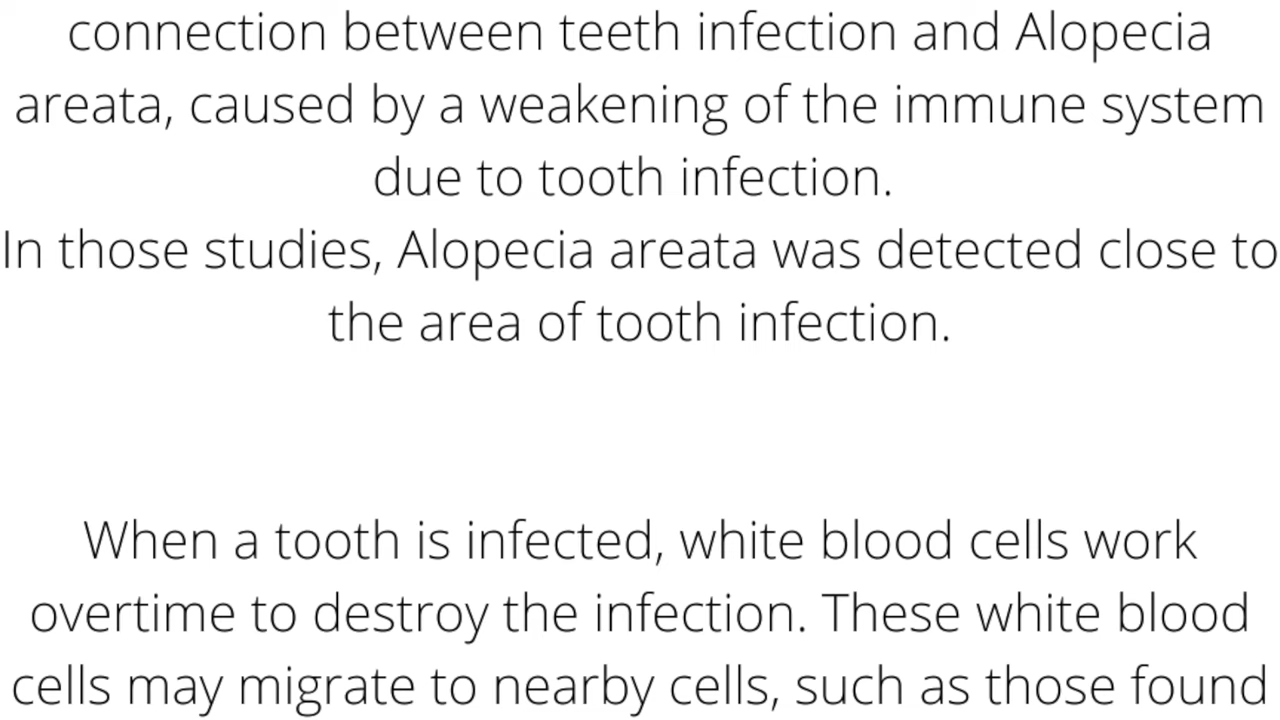 connection between teeth infection and Alopecia
areata, caused by a weakening of the immune system
due to tooth infection.
In those studies, Alopecia areata was detected close to
the area of tooth infection.
When a tooth is infected, white blood cells work
overtime to destroy the infection. These white blood
cells may migrate to nearby cells, such as those found